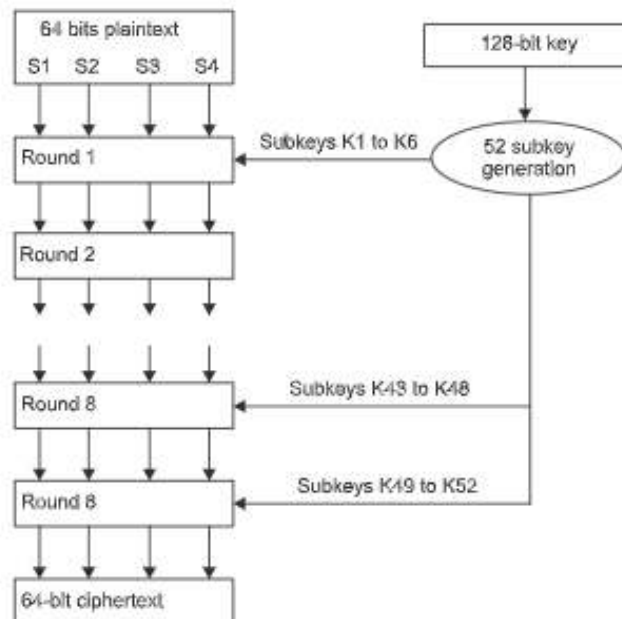 64 bits plaintext
S1 S2 S3 S4
128-bit key
Round 1
Subkeys K1 to K6
52 subkey
generation
Round 2
Round 8
Subkeys K43 to K48
Round 8
Subkeys K49 to K52
64-bit ciphertext